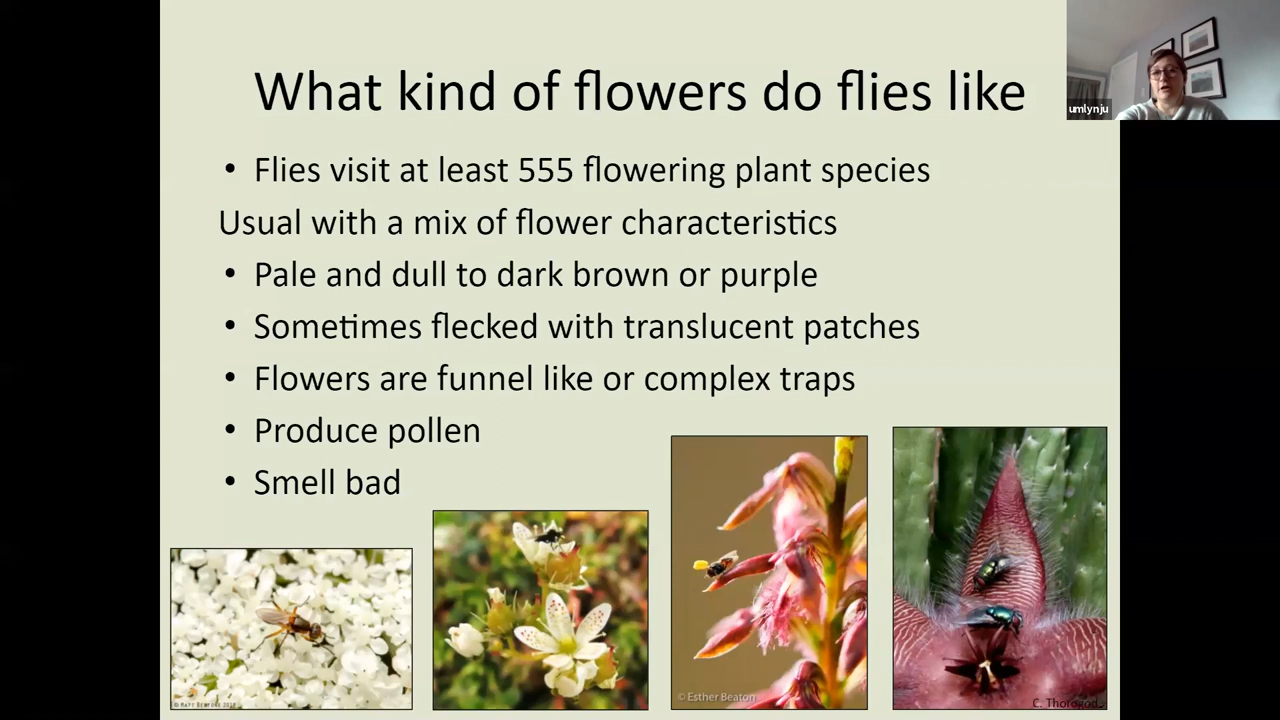 What kind of flowers do flies like
umlynju
• Flies visit at least 555 flowering plant species
Usual with a mix of flower characteristics
• Pale and dull to dark brown or purple
• Sometimes flecked with translucent patches
• Flowers are funnel like or complex traps
• Produce pollen
• Smell bad
© Esther Beaton
C. Thorogod